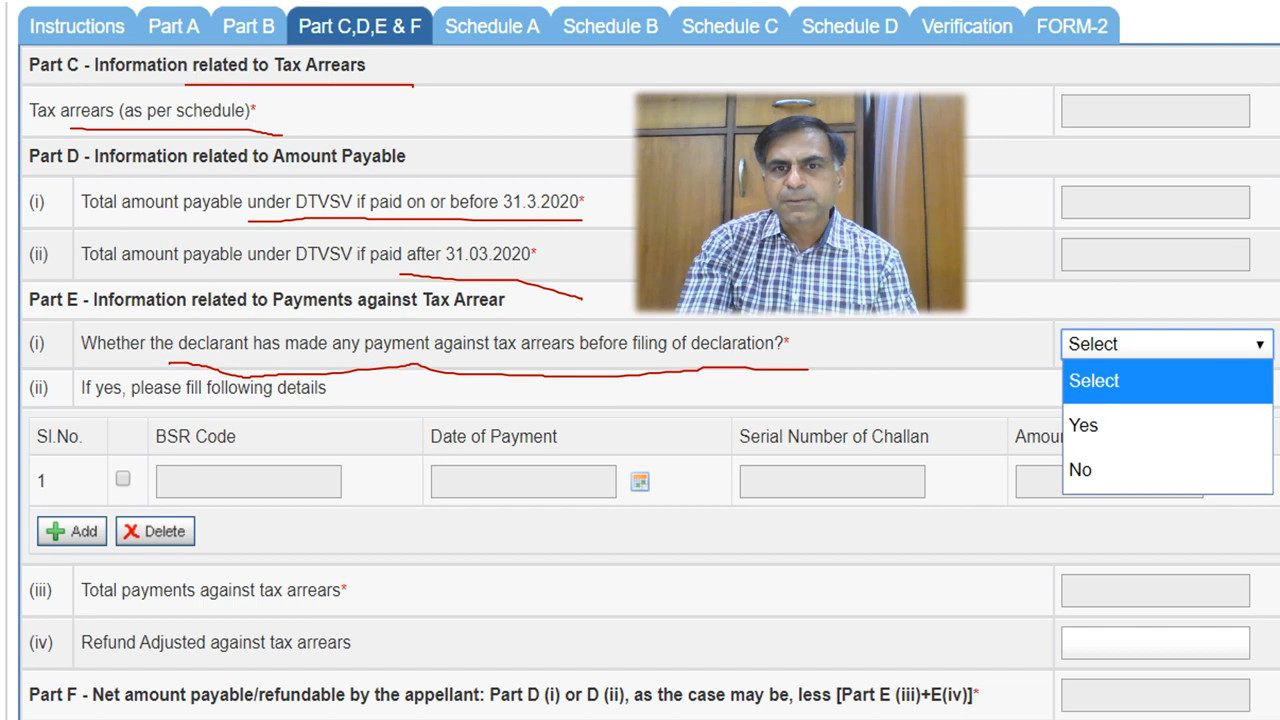 Instructions Part A Part B Part C,D,E & F Schedule A Schedule B Schedule C Schedule D Verification FORM-2
Part C - Information related to Tax Arrears
Tax arrears (as per schedule)*
Part D - Information related to Amount Payable
(i) Total amount payable under DTVSV if paid on or before 31.3.2020*
(ii) Total amount payable under DTVSV if paid after 31.03.2020*
Part E - Information related to Payments against Tax Arrear
(i) Whether the declarant has made any payment against tax arrears before filing of declaration?* Select
Select
(ii) If yes, please fill following details
Yes
Sl.No. BSR Code Date of Payment Serial Number of Challan Amou
No
1
Add Delete
(iii) Total payments against tax arrears*
(iv) Refund Adjusted against tax arrears
Part F - Net amount payable/refundable by the appellant: Part D (i) or D (ii), as the case may be, less [Part E (iii)+E(iv)]*